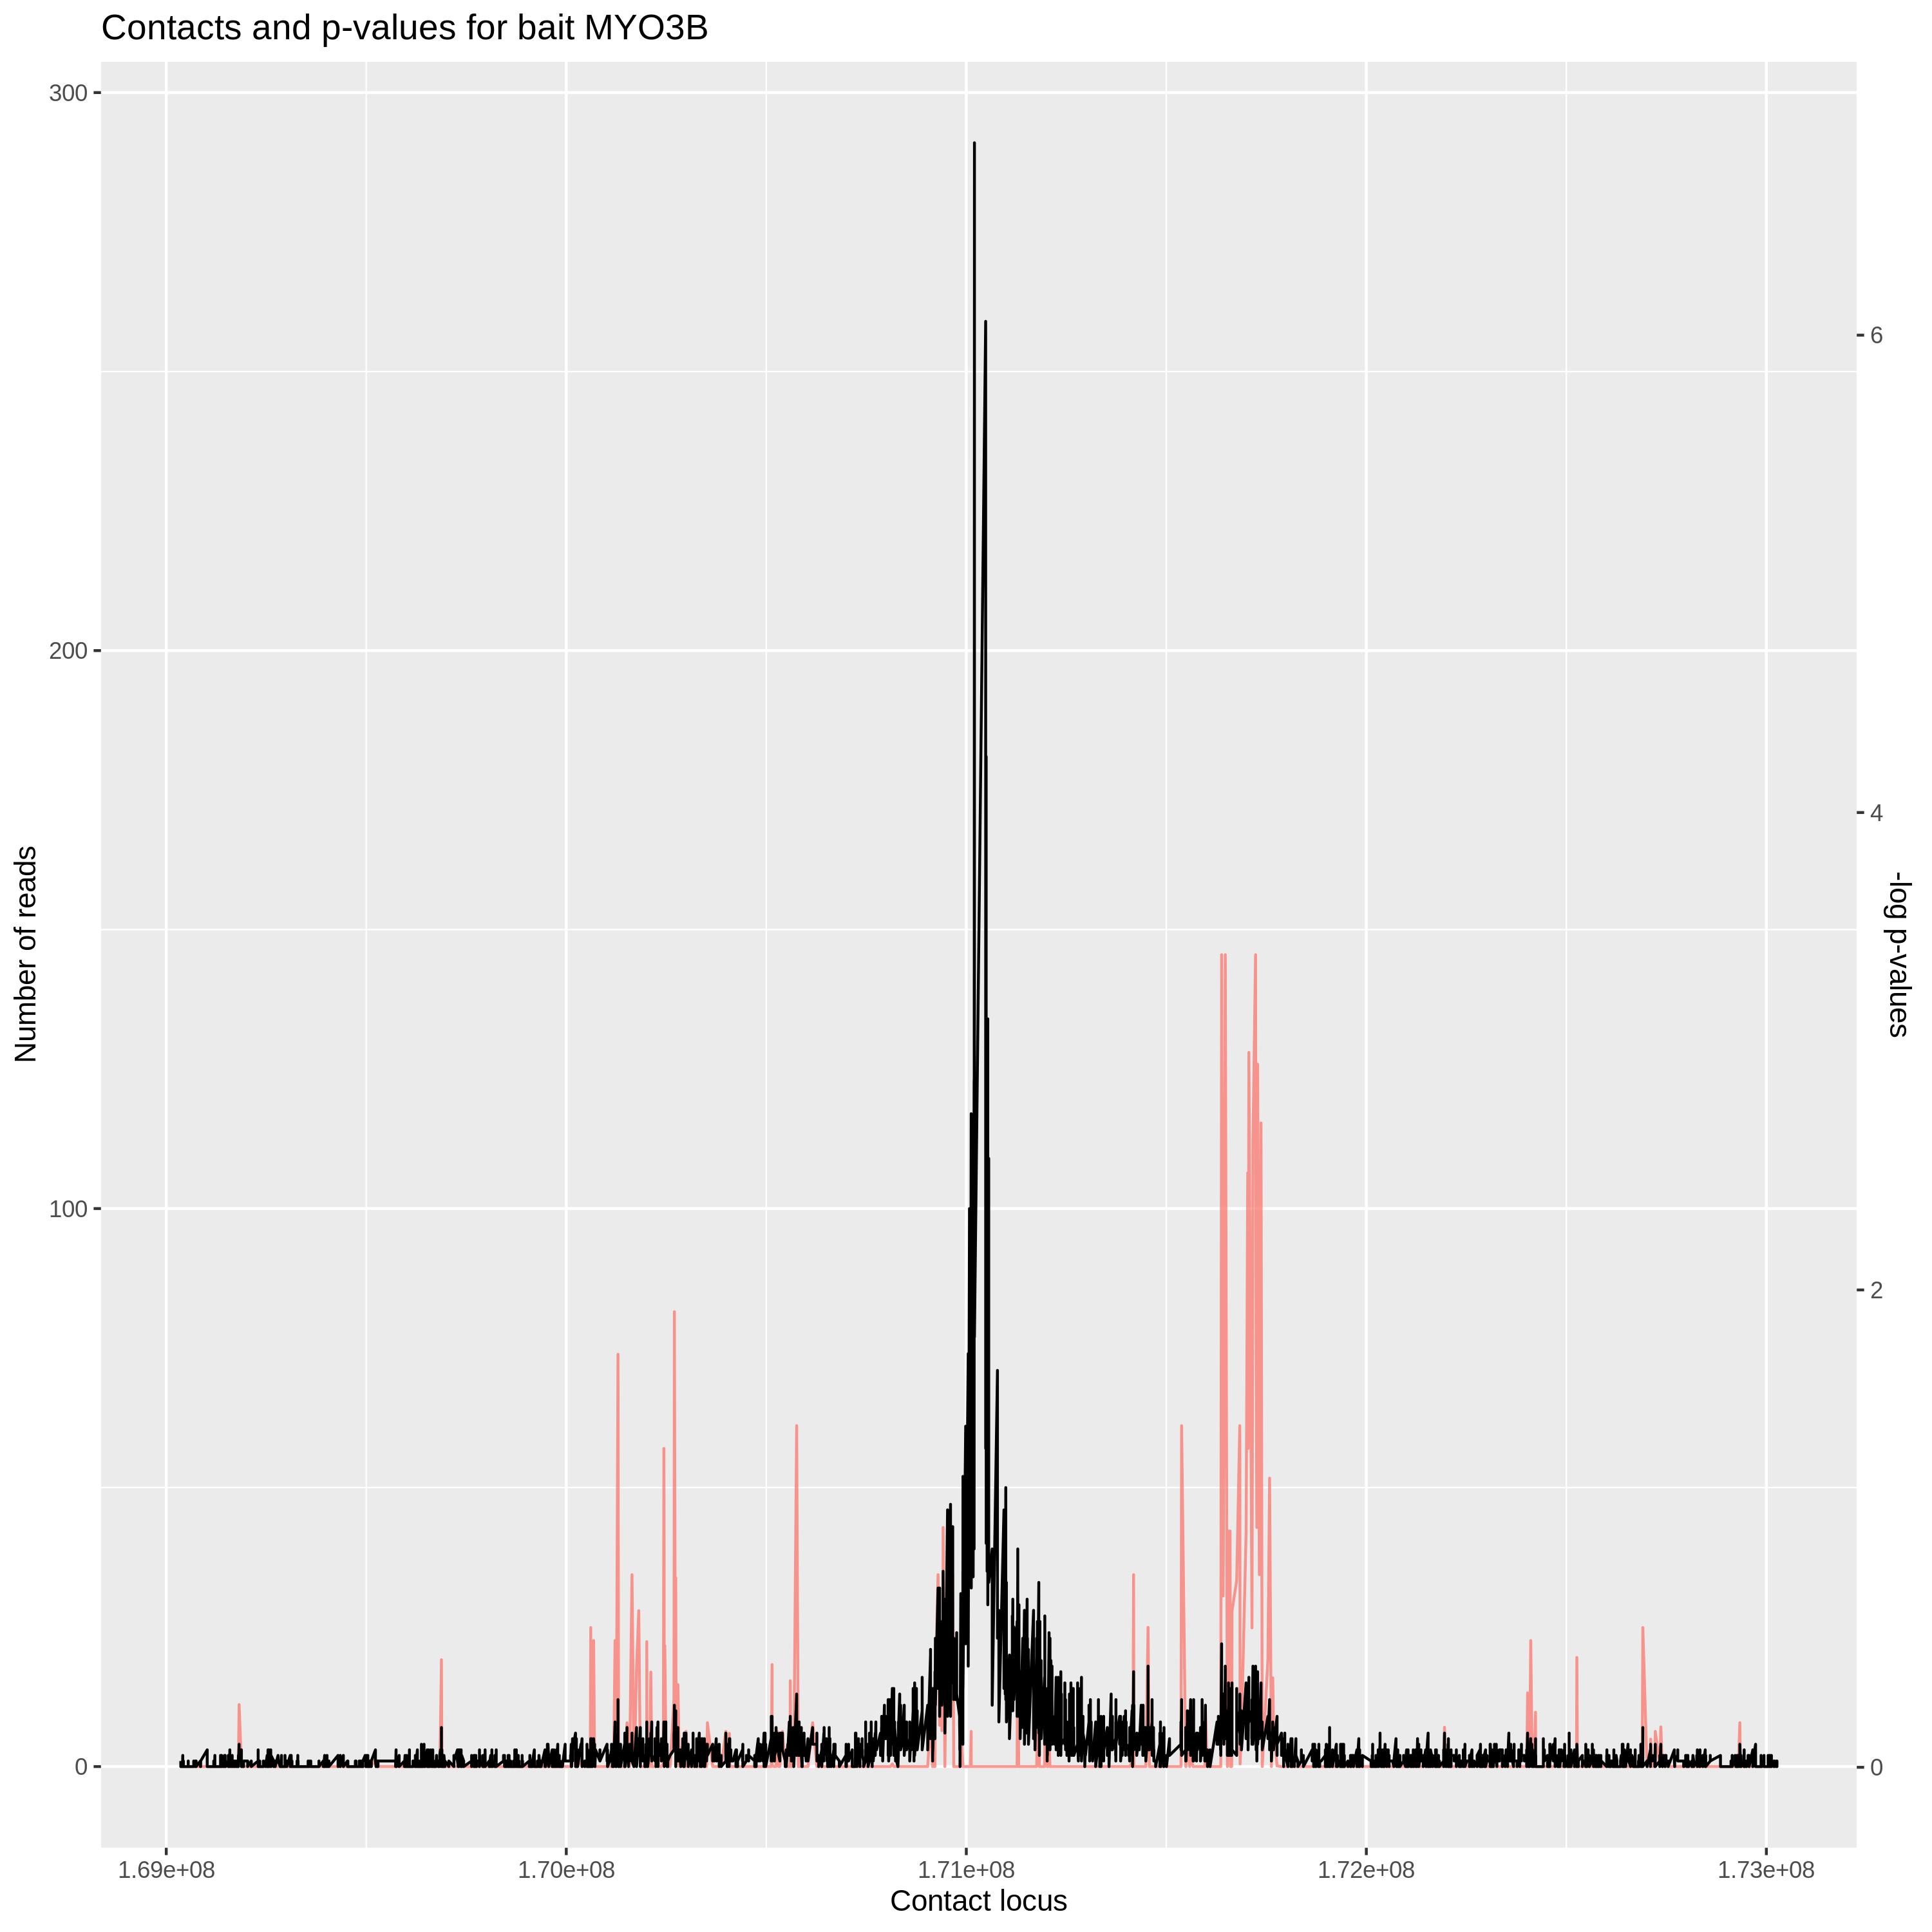 Contacts and p-values for bait MYO3B
300
200
100
0
6
4
2
0
Number of reads
-log p-values
1.69e+08
1.70e+08
1.71e+08
1.72e+08
1.73e+08
Contact locus